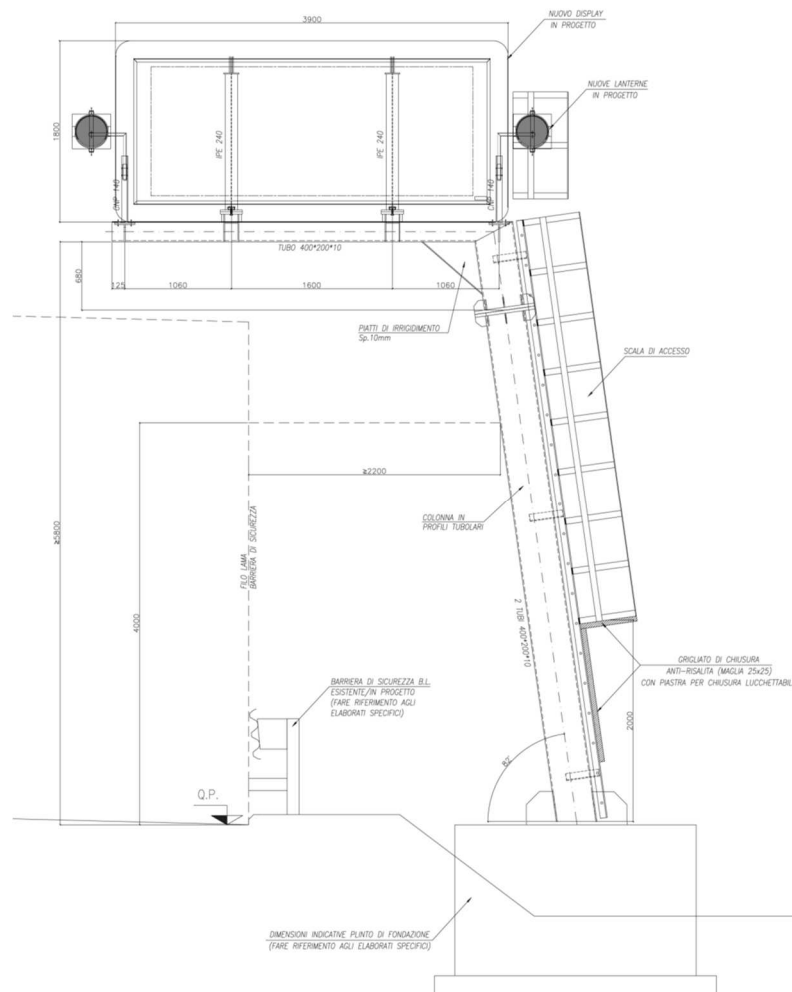 3900
NUOVO DISPLAY
IN PROGETTO
NUOVE LANTERNE
IN PROGETTO
1800
IPE 240
IPE 240
UNP 140
UNP 140
TUBO 400*200*10
125
1060
1600
1060
680
PIATTI DI IRRIGIDIMENTO
Sp.10mm
SCALA DI ACCESSO
≥2200
COLONNA IN
PROFILI TUBOLARI
FILO LAMA
BARRIERA DI SICUREZZA
≥5800
4000
2 TUBI 400*200*10
GRIGLIATO DI CHIUSURA
ANTI-RISALITA (MAGLIA 25x25)
CON PIASTRA PER CHIUSURA LUCCHETTABIL
BARRIERA DI SICUREZZA B.L.
ESISTENTE/IN PROGETTO
(FARE RIFERIMENTO AGLI
ELABORATI SPECIFICI)
2000
82°
Q.P.
DIMENSIONI INDICATIVE PLINTO DI FONDAZIONE
(FARE RIFERIMENTO AGLI ELABORATI SPECIFICI)